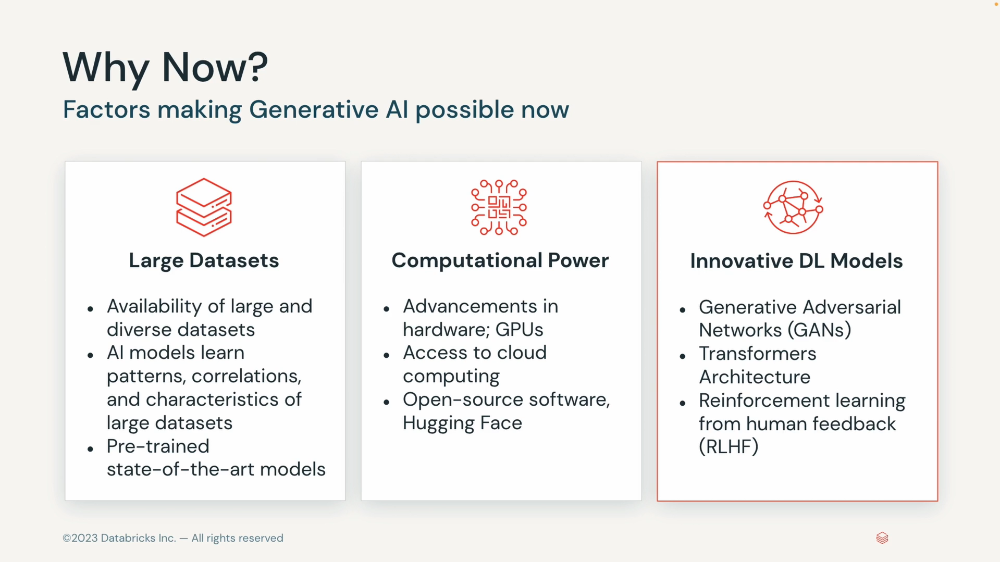 Why Now?
Factors making Generative AI possible now
Large Datasets
• Availability of large and
diverse datasets
• AI models learn
patterns, correlations,
and characteristics of
large datasets
• Pre-trained
state-of-the-art models
Computational Power
• Advancements in
hardware; GPUs
• Access to cloud
computing
• Open-source software,
Hugging Face
Innovative DL Models
• Generative Adversarial
Networks (GANs)
• Transformers
Architecture
• Reinforcement learning
from human feedback
(RLHF)
©2023 Databricks Inc. — All rights reserved